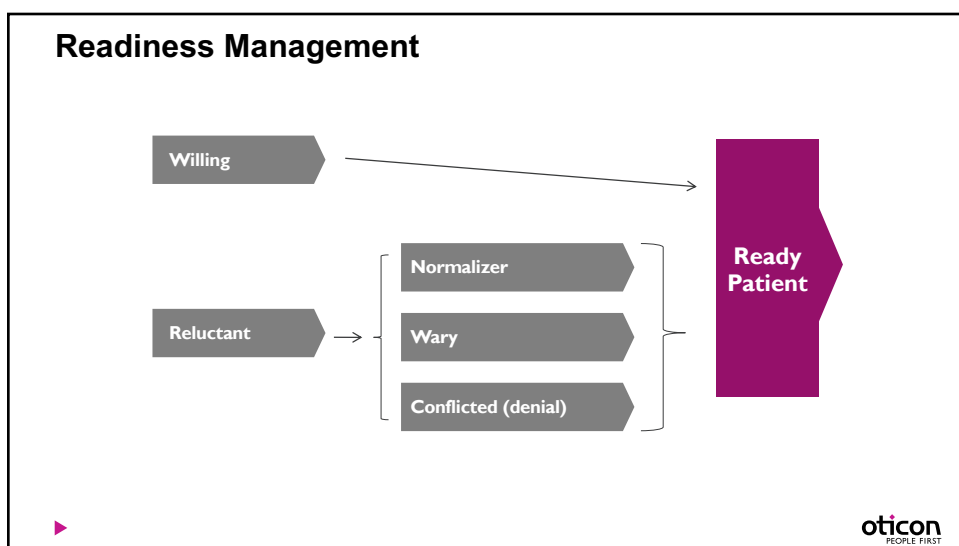 Readiness Management
Willing
Reluctant
Normalizer
Wary
Conflicted (denial)
Ready
Patient
oticon
PEOPLE FIRST